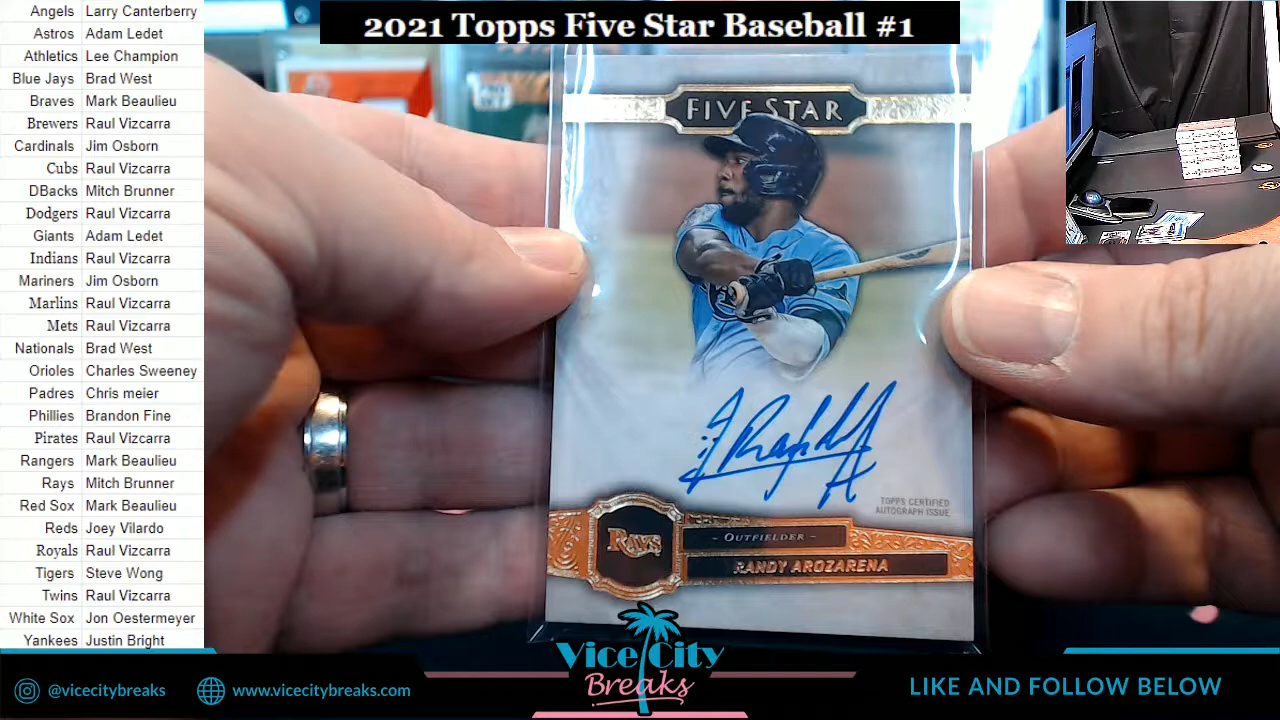 2021 Topps Five Star Baseball #1
Angels Larry Canterberry
Astros Adam Ledet
Athletics Lee Champion
Blue Jays Brad West
Braves Mark Beaulieu
Brewers Raul Vizcarra
Cardinals Jim Osborn
Cubs Raul Vizcarra
DBacks Mitch Brunner
Dodgers Raul Vizcarra
Giants Adam Ledet
Indians Raul Vizcarra
Mariners Jim Osborn
Marlins Raul Vizcarra
Mets Raul Vizcarra
Nationals Brad West
Orioles Charles Sweeney
Padres Chris meier
Phillies Brandon Fine
Pirates Raul Vizcarra
Rangers Mark Beaulieu
Rays Mitch Brunner
Red Sox Mark Beaulieu
Reds Joey Vilardo
Royals Raul Vizcarra
Tigers Steve Wong
Twins Raul Vizcarra
White Sox Jon Oestermeyer
Yankees Justin Bright
FIVE STAR
TOPPS CERTIFIED
AUTOGRAPH ISSUE
RAYS
- OUTFIELDER -
RANDY AROZARENA
@vicecitybreaks
www.vicecitybreaks.com
Vice City
Breaks
LIKE AND FOLLOW BELOW